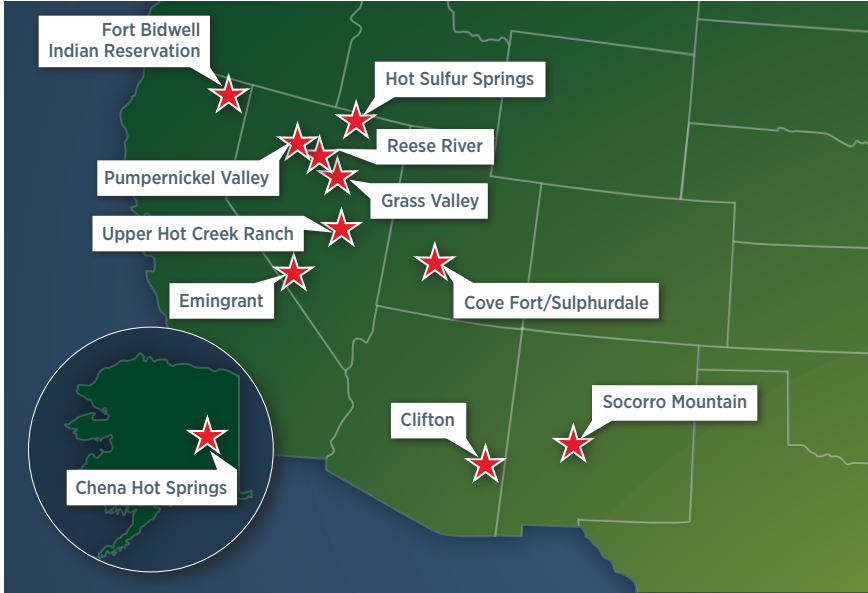 Fort Bidwell
Indian Reservation
Hot Sulfur Springs
Reese River
Pumpernickel Valley
Grass Valley
Upper Hot Creek Ranch
Emingrant
Cove Fort/Sulphurdale
Socorro Mountain
Clifton
Chena Hot Springs